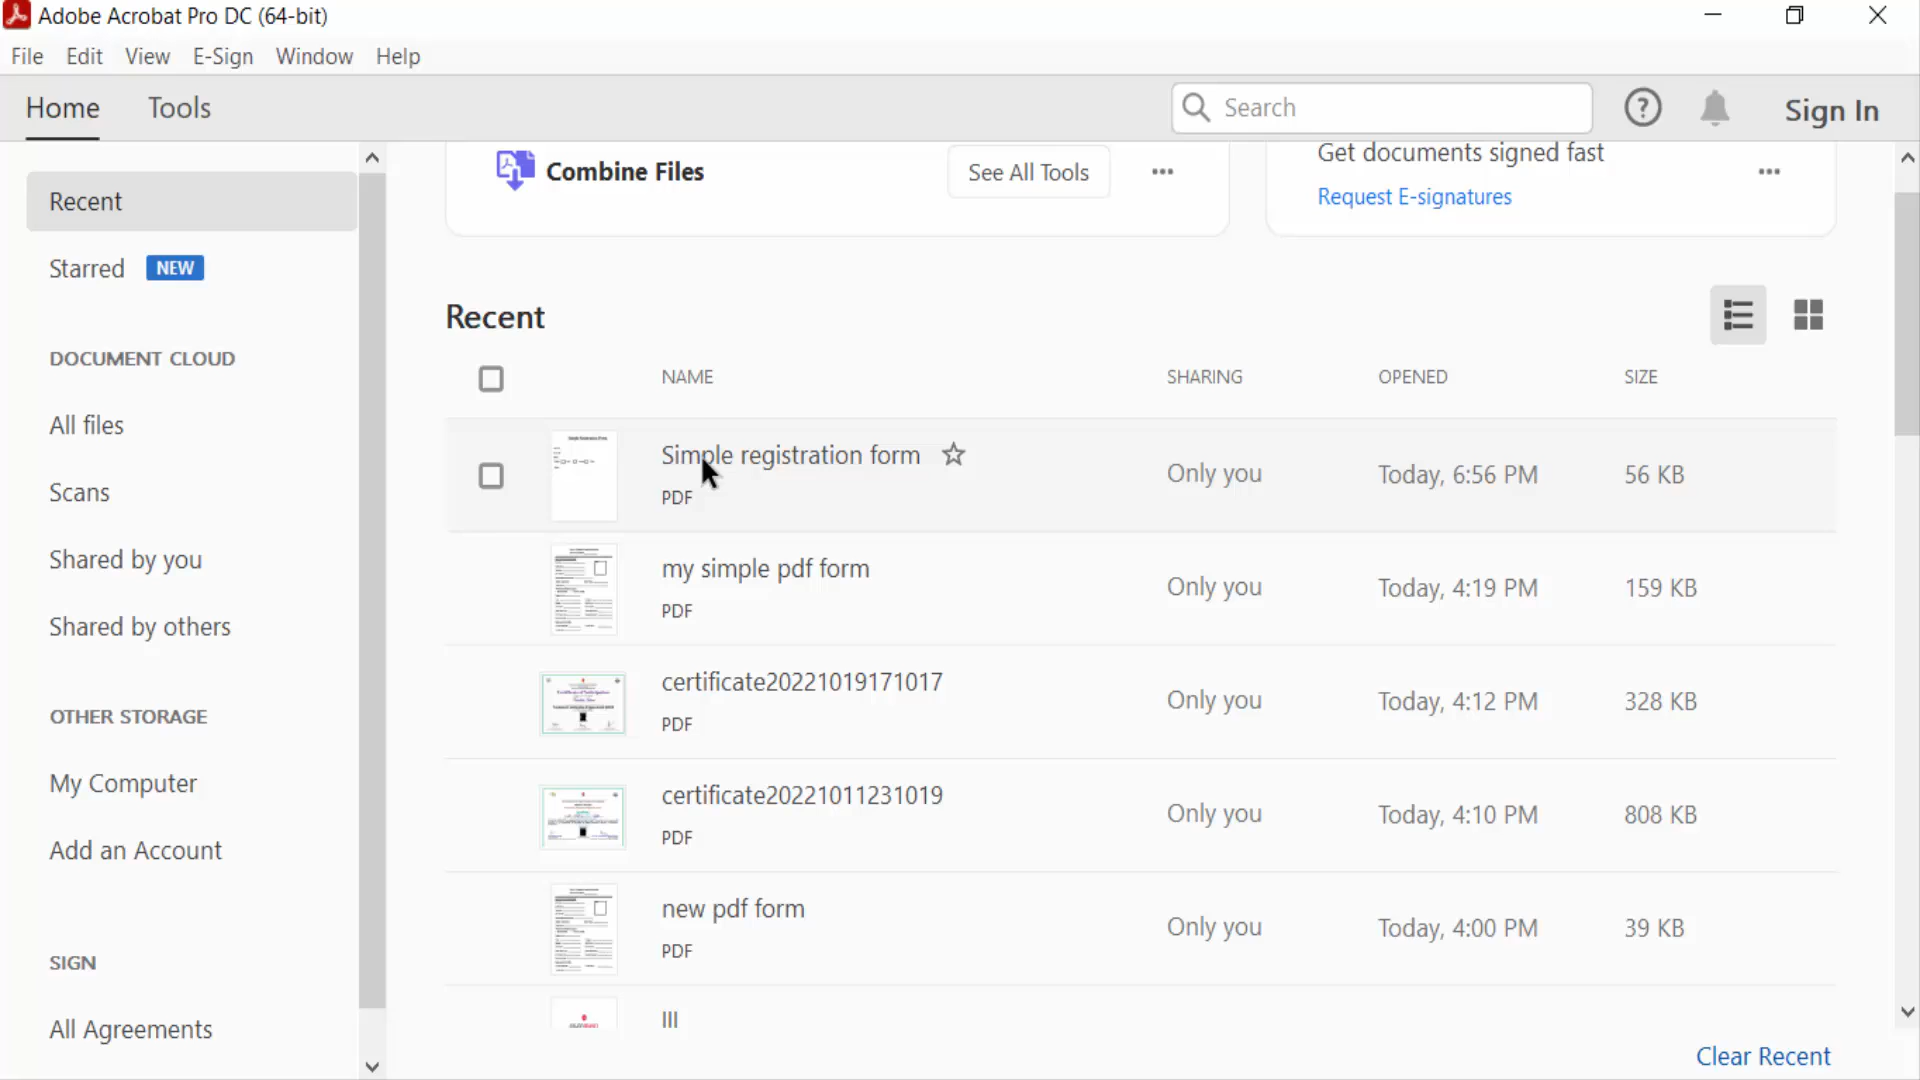 Adobe Acrobat Pro DC (64-bit)
File Edit View E-Sign Window Help
Home Tools Search Sign In
Recent
Starred NEW
DOCUMENT CLOUD
All files
Scans
Shared by you
Shared by others
OTHER STORAGE
My Computer
Add an Account
SIGN
All Agreements
Combine Files See All Tools
Get documents signed fast
Request E-signatures
Recent
NAME SHARING OPENED SIZE
Simple registration form
PDF
Only you Today, 6:56 PM 56 KB
my simple pdf form
PDF
Only you Today, 4:19 PM 159 KB
certificate20221019171017
PDF
Only you Today, 4:12 PM 328 KB
certificate20221011231019
PDF
Only you Today, 4:10 PM 808 KB
new pdf form
PDF
Only you Today, 4:00 PM 39 KB
Clear Recent